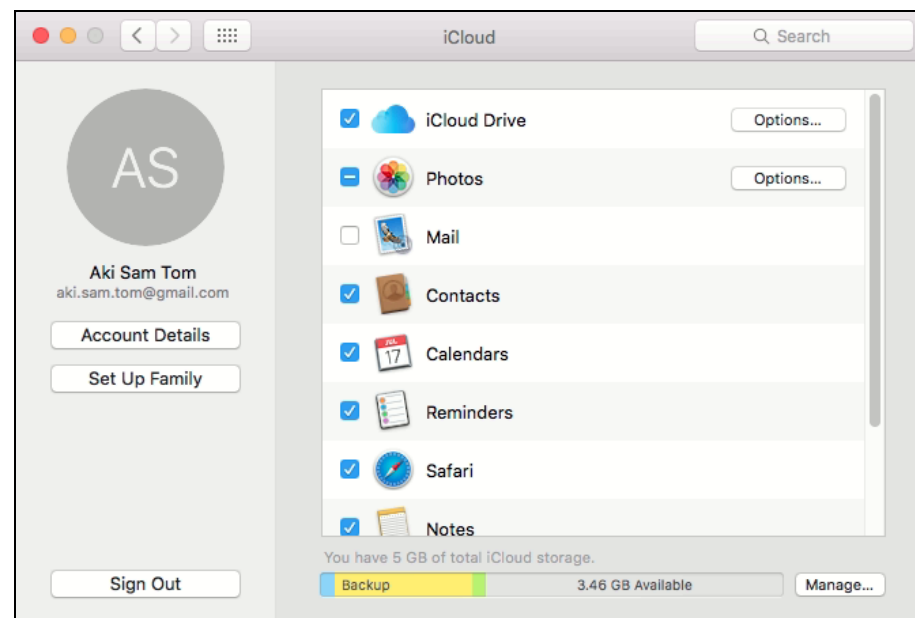 iCloud
Search
AS
Aki Sam Tom
aki.sam.tom@gmail.com
Account Details
Set Up Family
Sign Out
iCloud Drive
Options...
Photos
Options...
Mail
Contacts
JUL
17
Calendars
Reminders
Safari
Notes
You have 5 GB of total iCloud storage.
Backup
3.46 GB Available
Manage...